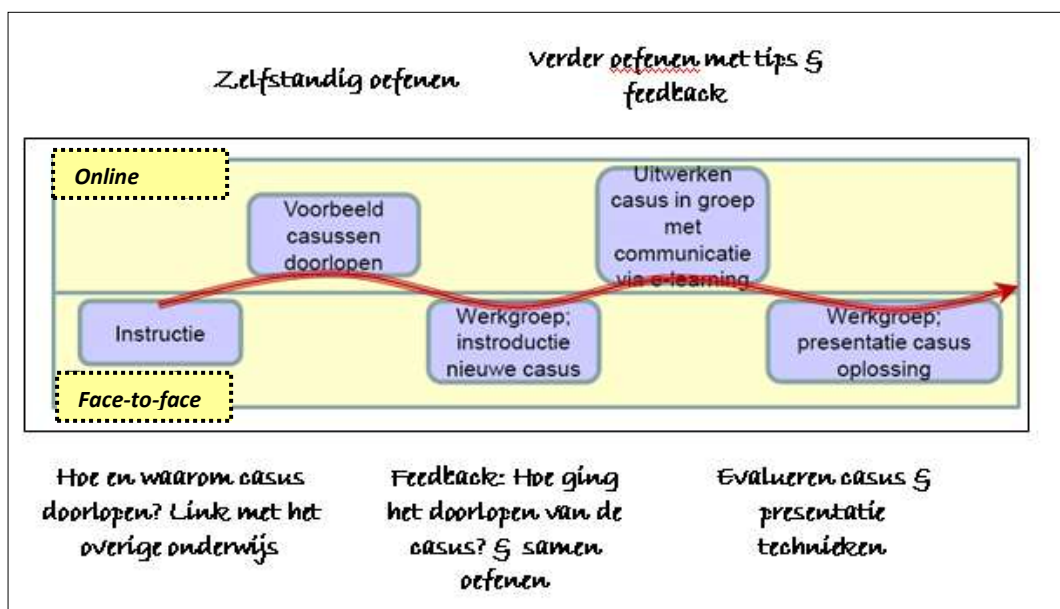 Zelfstandig oefenen
Verder oefenen met tips &
feedback
Online
Voorbeeld
casussen
doorlopen
Uitwerken
casus in groep
met
communicatie
via e-learning
Instructie
Werkgroep;
instroductie
nieuwe casus
Werkgroep;
presentatie casus
oplossing
Face-to-face
Hoe en waarom casus
doorlopen? Link met het
overige onderwijs
Feedback: Hoe ging
het doorlopen van de
casus? & samen
oefenen
Evalueren casus &
presentatie
technieken